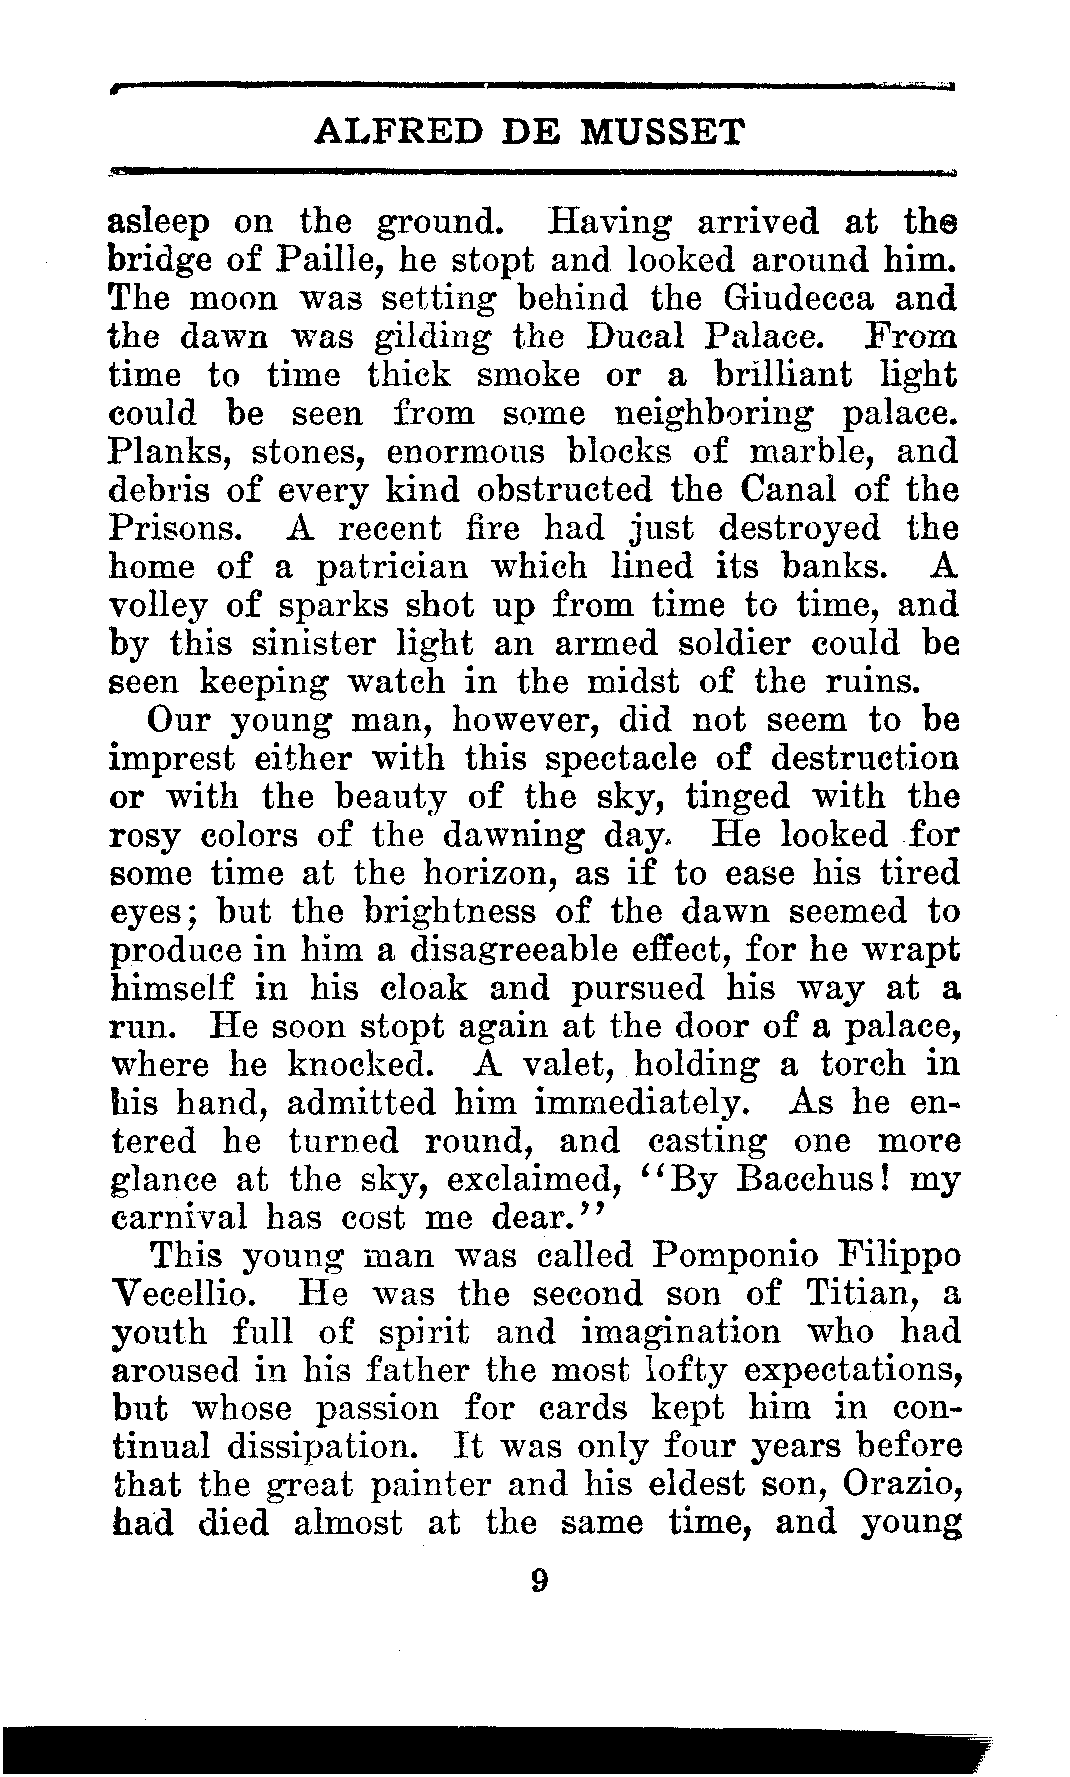 ALFRED DE MUSSET
asleep on the ground. Having arrived at the
bridge of Paille, he stopt and looked around him.
The moon was setting behind the Giudecca and
the dawn was gilding the Ducal Palace. From
time to time thick smoke or a brilliant light
could be seen from some neighboring palace.
Planks, stones, enormous blocks of marble, and
debris of every kind obstructed the Canal of the
Prisons. A recent fire had just destroyed the
home of a patrician which lined its banks. A
volley of sparks shot up from time to time, and
by this sinister light an armed soldier could be
seen keeping watch in the midst of the ruins.
Our young man, however, did not seem to be
imprest either with this spectacle of destruction
or with the beauty of the sky, tinged with the
rosy colors of the dawning day. He looked for
some time at the horizon, as if to ease his tired
eyes; but the brightness of the dawn seemed to
produce in him a disagreeable effect, for he wrapt
himself in his cloak and pursued his way at a
run. He soon stopt again at the door of a palace,
where he knocked. A valet, holding a torch in
his hand, admitted him immediately. As he en-
tered he turned round, and casting one more
glance at the sky, exclaimed, "By Bacchus! my
carnival has cost me dear."
This young man was called Pomponio Filippo
Vecellio. He was the second son of Titian, a
youth full of spirit and imagination who had
aroused in his father the most lofty expectations,
but whose passion for cards kept him in con-
tinual dissipation. It was only four years before
that the great painter and his eldest son, Orazio,
had died almost at the same time, and young
9